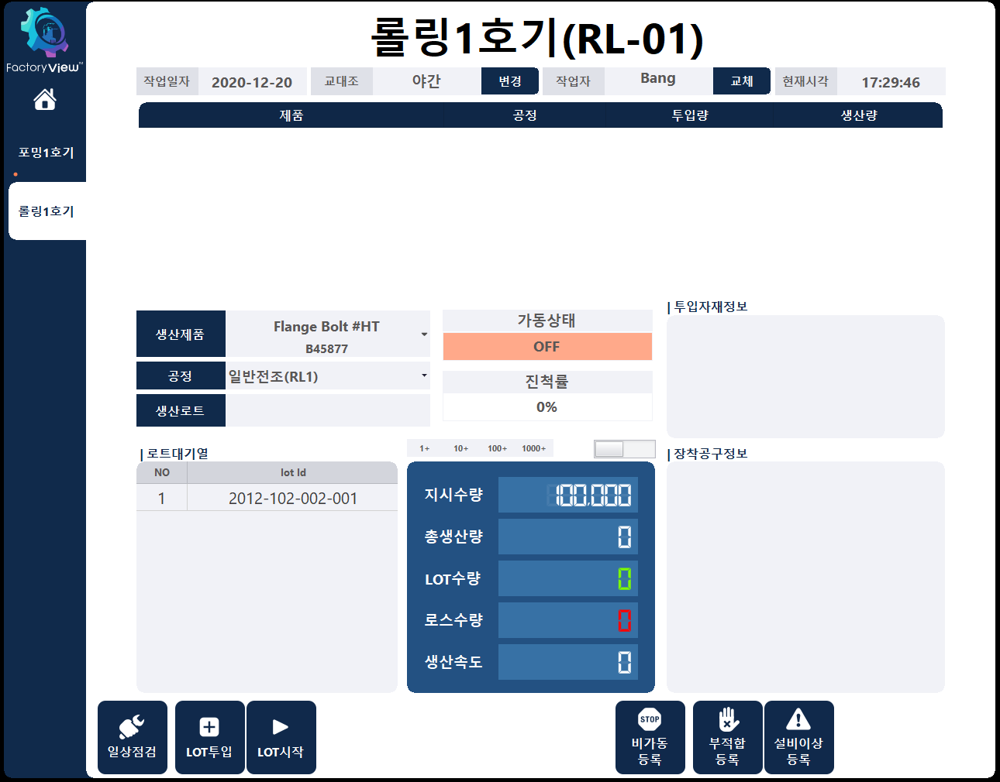 FactoryView™
롤링1호기(RL-01)
작업일자 2020-12-20 교대조 야간 변경 작업자 Bang 교체 현재시각 17:29:46
제품 공정 투입량 생산량
포밍1호기
롤링1호기
생산제품 Flange Bolt #HT
B45877
공정 일반전조(RL1)
생산로트
가동상태
OFF
진척률
0%
| 투입자재정보
| 로트대기열
NO lot Id
1 2012-102-002-001
1+ 10+ 100+ 1000+
지시수량 100,000
총생산량 0
LOT수량 0
로스수량 0
생산속도 0
| 장착공구정보
일상점검
LOT투입
LOT시작
STOP
비가동
등록
부적합
등록
설비이상
등록